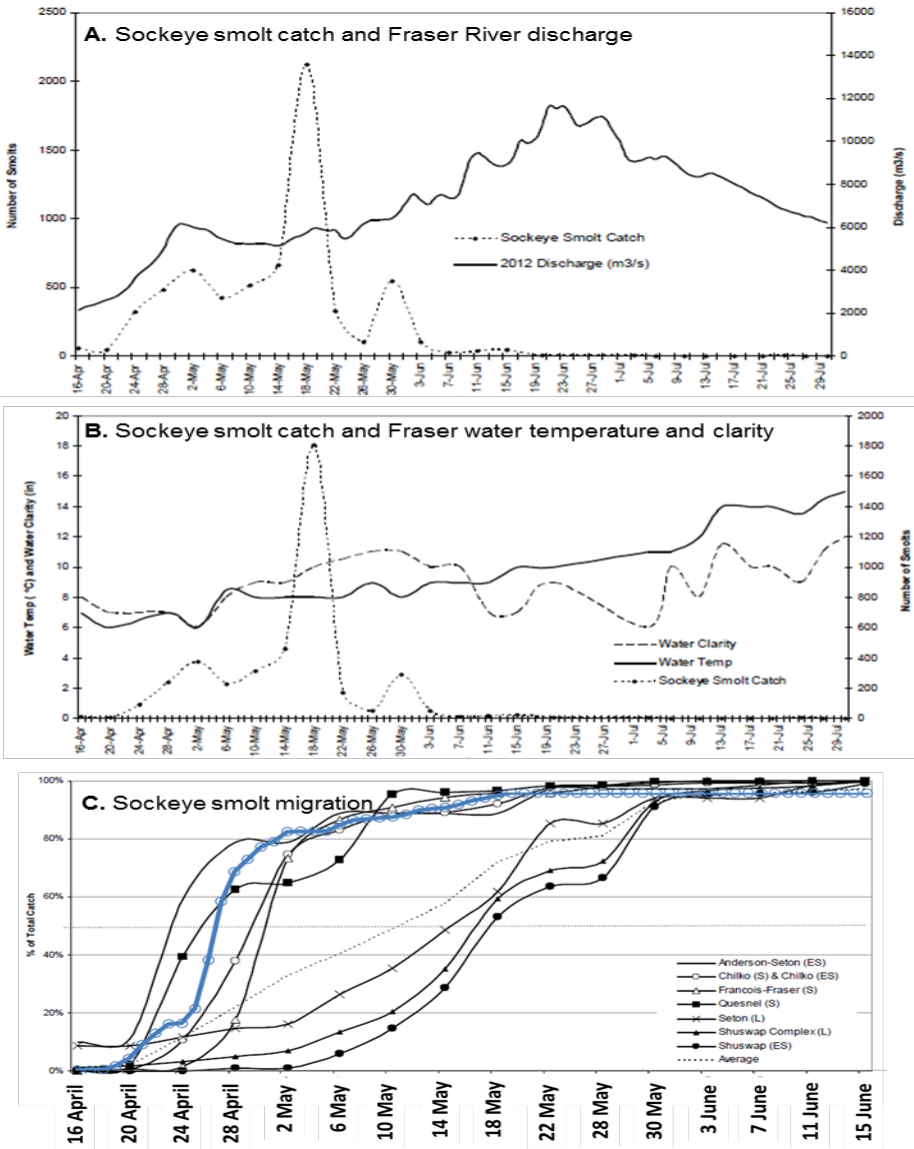 A. Sockeye smolt catch and Fraser River discharge
2500
2000
1500
1000
500
0
Number of Smolts
16000
14000
12000
10000
8000
6000
4000
2000
0
Discharge (m3/s)
Sockeye Smolt Catch
2012 Discharge (m3/s)
16-Apr
20-Apr
24-Apr
28-Apr
2-May
6-May
10-May
14-May
18-May
22-May
26-May
30-May
3-Jun
7-Jun
11-Jun
15-Jun
19-Jun
23-Jun
27-Jun
1-Jul
5-Jul
9-Jul
13-Jul
17-Jul
21-Jul
25-Jul
29-Jul
B. Sockeye smolt catch and Fraser water temperature and clarity
20
18
16
14
12
10
8
6
4
2
0
Water Temp ( °C) and Water Clarity (in)
2000
1800
1600
1400
1200
1000
800
600
400
200
0
Number of Smolts
Water Clarity
Water Temp
Sockeye Smolt Catch
16-Apr
20-Apr
24-Apr
28-Apr
2-May
6-May
10-May
14-May
18-May
22-May
26-May
30-May
3-Jun
7-Jun
11-Jun
15-Jun
19-Jun
23-Jun
27-Jun
1-Jul
5-Jul
9-Jul
13-Jul
17-Jul
21-Jul
25-Jul
29-Jul
C. Sockeye smolt migration
100%
80%
60%
40%
20%
0%
% of Total Catch
Anderson-Seton (ES)
Chilko (S) & Chilko (ES)
Francois-Fraser (S)
Quesnel (S)
Seton (L)
Shuswap Complex (L)
Shuswap (ES)
Average
16 April
20 April
24 April
28 April
2 May
6 May
10 May
14 May
18 May
22 May
28 May
30 May
3 June
7 June
11 June
15 June